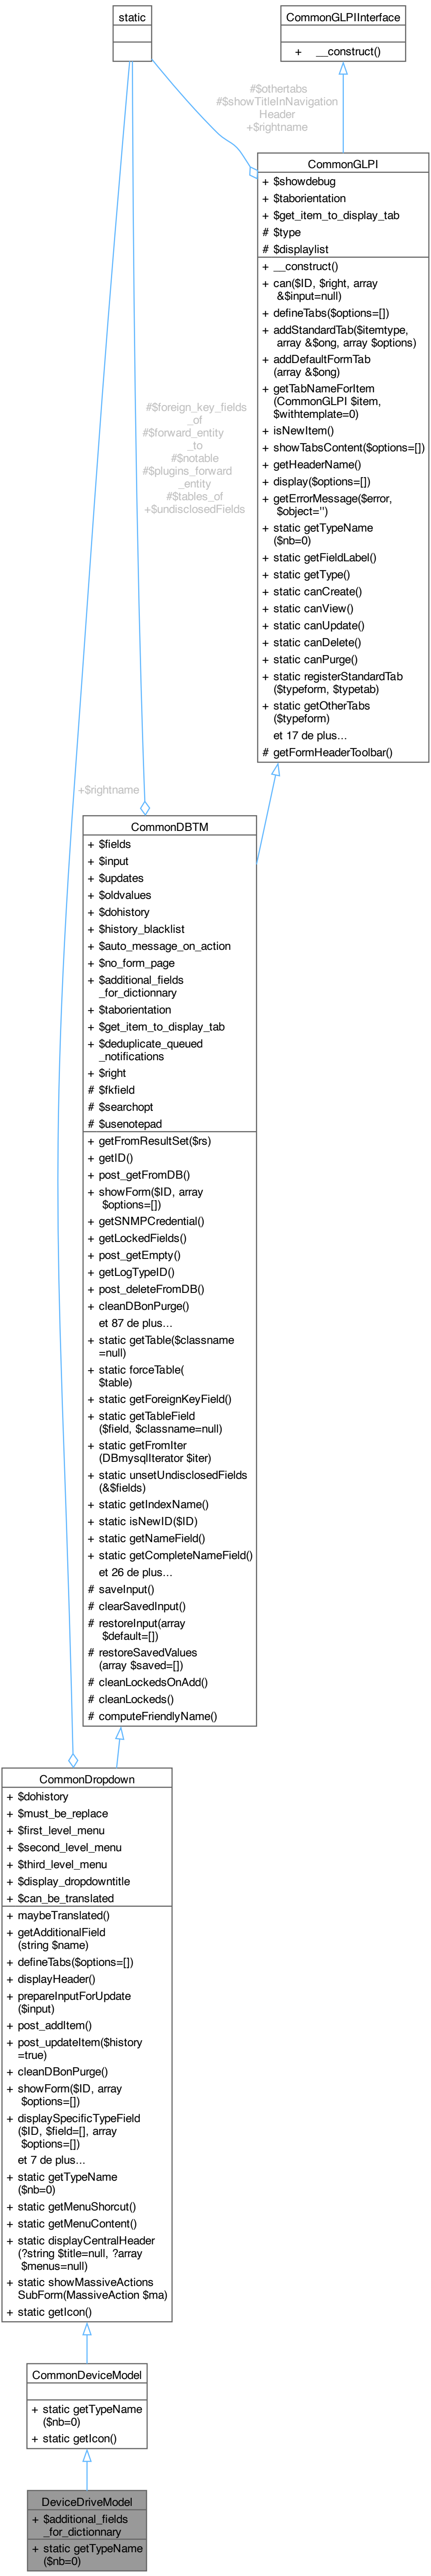 static
CommonGLPIInterface
+ __construct()
#$othertabs
#$showTitleInNavigation
Header
+$rightname
CommonGLPI
+ $showdebug
+ $taborientation
+ $get_item_to_display_tab
# $type
# $displaylist
+ __construct()
+ can($ID, $right, array
&$input=null)
+ defineTabs($options=[])
+ addStandardTab($itemtype,
array &$ong, array $options)
+ addDefaultFormTab
(array &$ong)
+ getTabNameForItem
(CommonGLPI $item,
$withtemplate=0)
+ isNewItem()
+ showTabsContent($options=[])
+ getHeaderName()
+ display($options=[])
+ getErrorMessage($error,
$object='')
+ static getTypeName
($nb=0)
+ static getFieldLabel()
+ static getType()
+ static canCreate()
+ static canView()
+ static canUpdate()
+ static canDelete()
+ static canPurge()
+ static registerStandardTab
($typeform, $typetab)
+ static getOtherTabs
($typeform)
et 17 de plus...
# getFormHeaderToolbar()
#$foreign_key_fields
_of
#$forward_entity
_to
#$notable
#$plugins_forward
_entity
#$tables_of
+$undisclosedFields
+$rightname
CommonDBTM
+ $fields
+ $input
+ $updates
+ $oldvalues
+ $dohistory
+ $history_blacklist
+ $auto_message_on_action
+ $no_form_page
+ $additional_fields
_for_dictionnary
+ $taborientation
+ $get_item_to_display_tab
+ $deduplicate_queued
_notifications
+ $right
# $fkfield
# $searchopt
# $usenotepad
+ getFromResultSet($rs)
+ getID()
+ post_getFromDB()
+ showForm($ID, array
$options=[])
+ getSNMPCredential()
+ getLockedFields()
+ post_getEmpty()
+ getLogTypeID()
+ post_deleteFromDB()
+ cleanDBonPurge()
et 87 de plus...
+ static getTable($classname
=null)
+ static forceTable(
$table)
+ static getForeignKeyField()
+ static getTableField
($field, $classname=null)
+ static getFromIter
(DBmysqlIterator $iter)
+ static unsetUndisclosedFields
(&$fields)
+ static getIndexName()
+ static isNewID($ID)
+ static getNameField()
+ static getCompleteNameField()
et 26 de plus...
# saveInput()
# clearSavedInput()
# restoreInput(array
$default=[])
# restoreSavedValues
(array $saved=[])
# cleanLockedsOnAdd()
# cleanLockeds()
# computeFriendlyName()
CommonDropdown
+ $dohistory
+ $must_be_replace
+ $first_level_menu
+ $second_level_menu
+ $third_level_menu
+ $display_dropdowntitle
+ $can_be_translated
+ maybeTranslated()
+ getAdditionalField
(string $name)
+ defineTabs($options=[])
+ displayHeader()
+ prepareInputForUpdate
($input)
+ post_addItem()
+ post_updateItem($history
=true)
+ cleanDBonPurge()
+ showForm($ID, array
$options=[])
+ displaySpecificTypeField
($ID, $field=[], array
$options=[])
et 7 de plus...
+ static getTypeName
($nb=0)
+ static getMenuShorcut()
+ static getMenuContent()
+ static displayCentralHeader
(?string $title=null, ?array
$menus=null)
+ static showMassiveActions
SubForm(MassiveAction $ma)
+ static getIcon()
CommonDeviceModel
+ static getTypeName
($nb=0)
+ static getIcon()
DeviceDriveModel
+ $additional_fields
_for_dictionnary
+ static getTypeName
($nb=0)